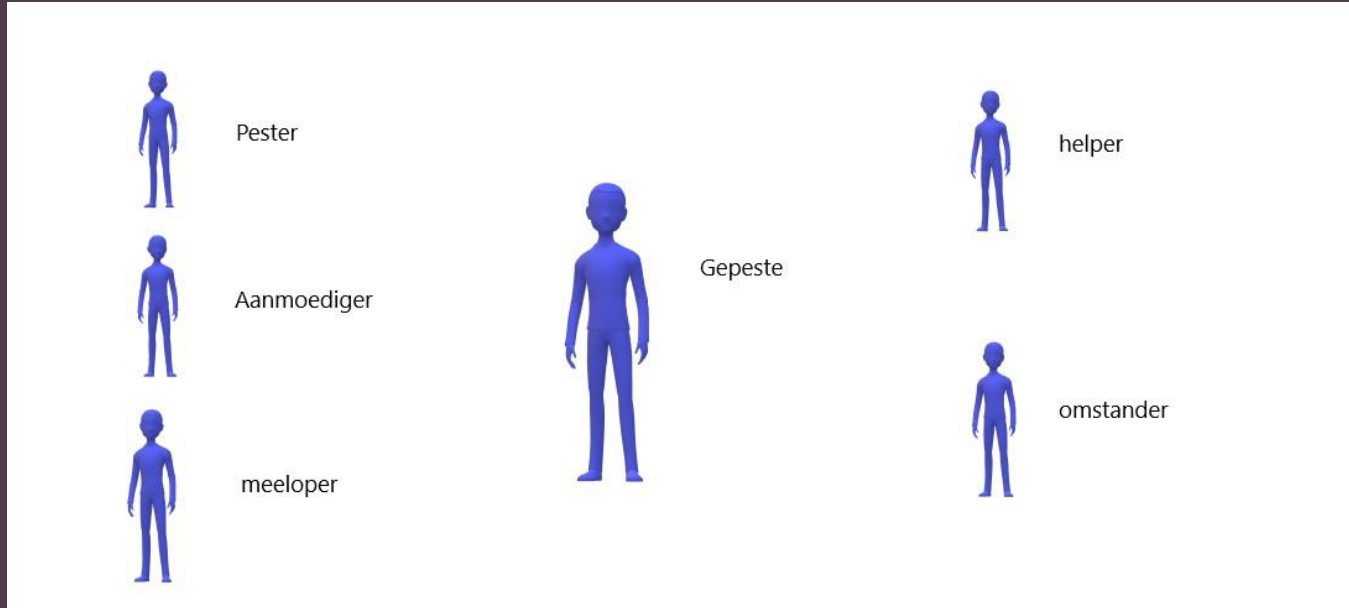 Pester
Aanmoediger
meeloper
Gepeste
helper
omstander